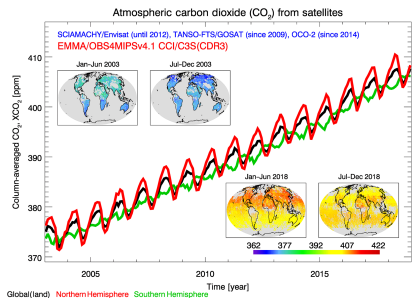 Atmospheric carbon dioxide (CO2) from satellites
SCIAMACHY/Envisat (until 2012), TANSO-FTS/GOSAT (since 2009), OCO-2 (since 2014)
EMMA/OBS4MIPSv4.1 CCI/C3S(CDR3)
Jan-Jun 2003 Jul-Dec 2003
Column-averaged CO2, XCO2 [ppm]
410
400
390
380
370
Jan-Jun 2018 Jul-Dec 2018
362 377 392 407 422
2005 2010 2015
Time [year]
Global(land) Northern Hemisphere Southern Hemisphere